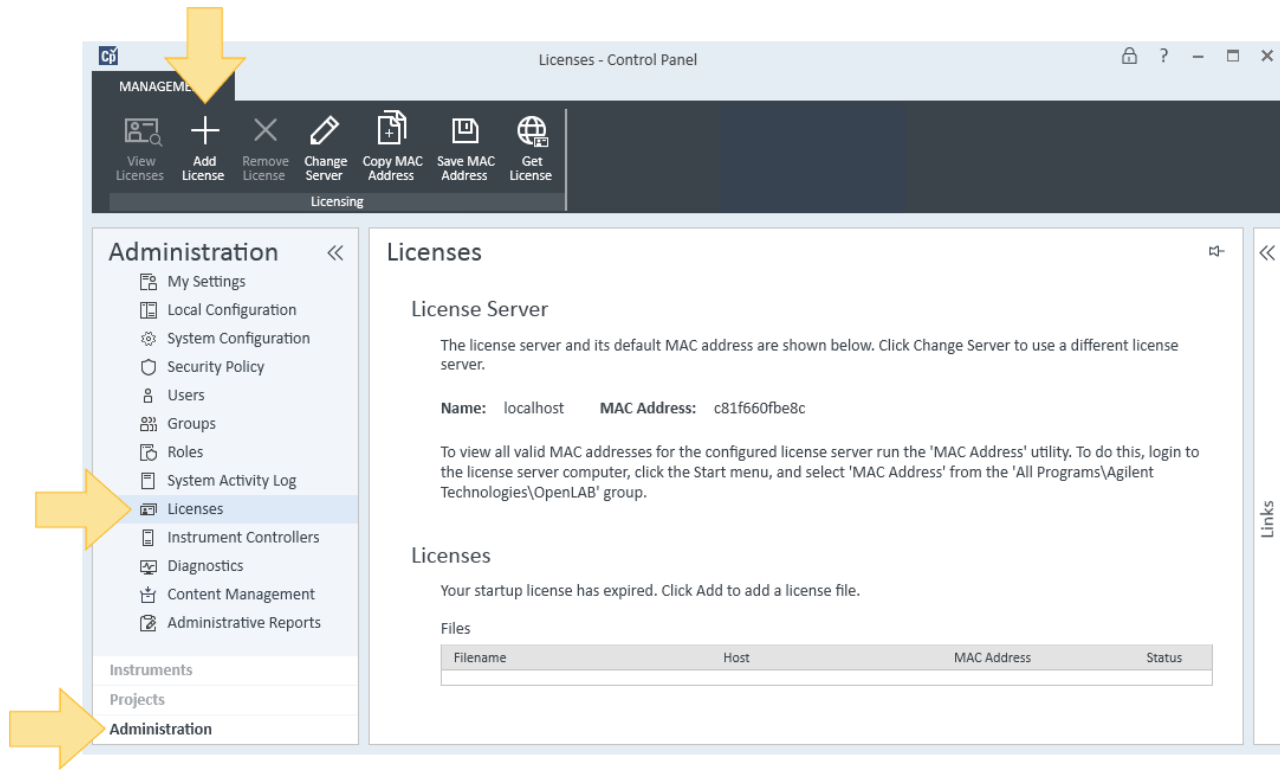 Cp
Licenses - Control Panel
?
MANAGEME
View Licenses
Add License
Remove License
Change Server
Copy MAC Address
Save MAC Address
Get License
Licensing
Administration
My Settings
Local Configuration
System Configuration
Security Policy
Users
Groups
Roles
System Activity Log
Licenses
Instrument Controllers
Diagnostics
Content Management
Administrative Reports
Instruments
Projects
Administration
Licenses
License Server
The license server and its default MAC address are shown below. Click Change Server to use a different license
server.
Name: localhost MAC Address: c81f660fbe8c
To view all valid MAC addresses for the configured license server run the 'MAC Address' utility. To do this, login to
the license server computer, click the Start menu, and select 'MAC Address' from the 'All Programs\Agilent
Technologies\OpenLAB' group.
Licenses
Your startup license has expired. Click Add to add a license file.
Files
Filename Host MAC Address Status
Links